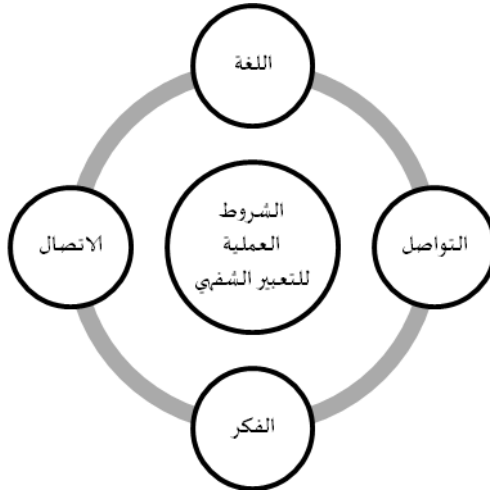 اللغة
الشروط
العملية
للتعبير الشفهي
التواصل
الاتصال
الفكر